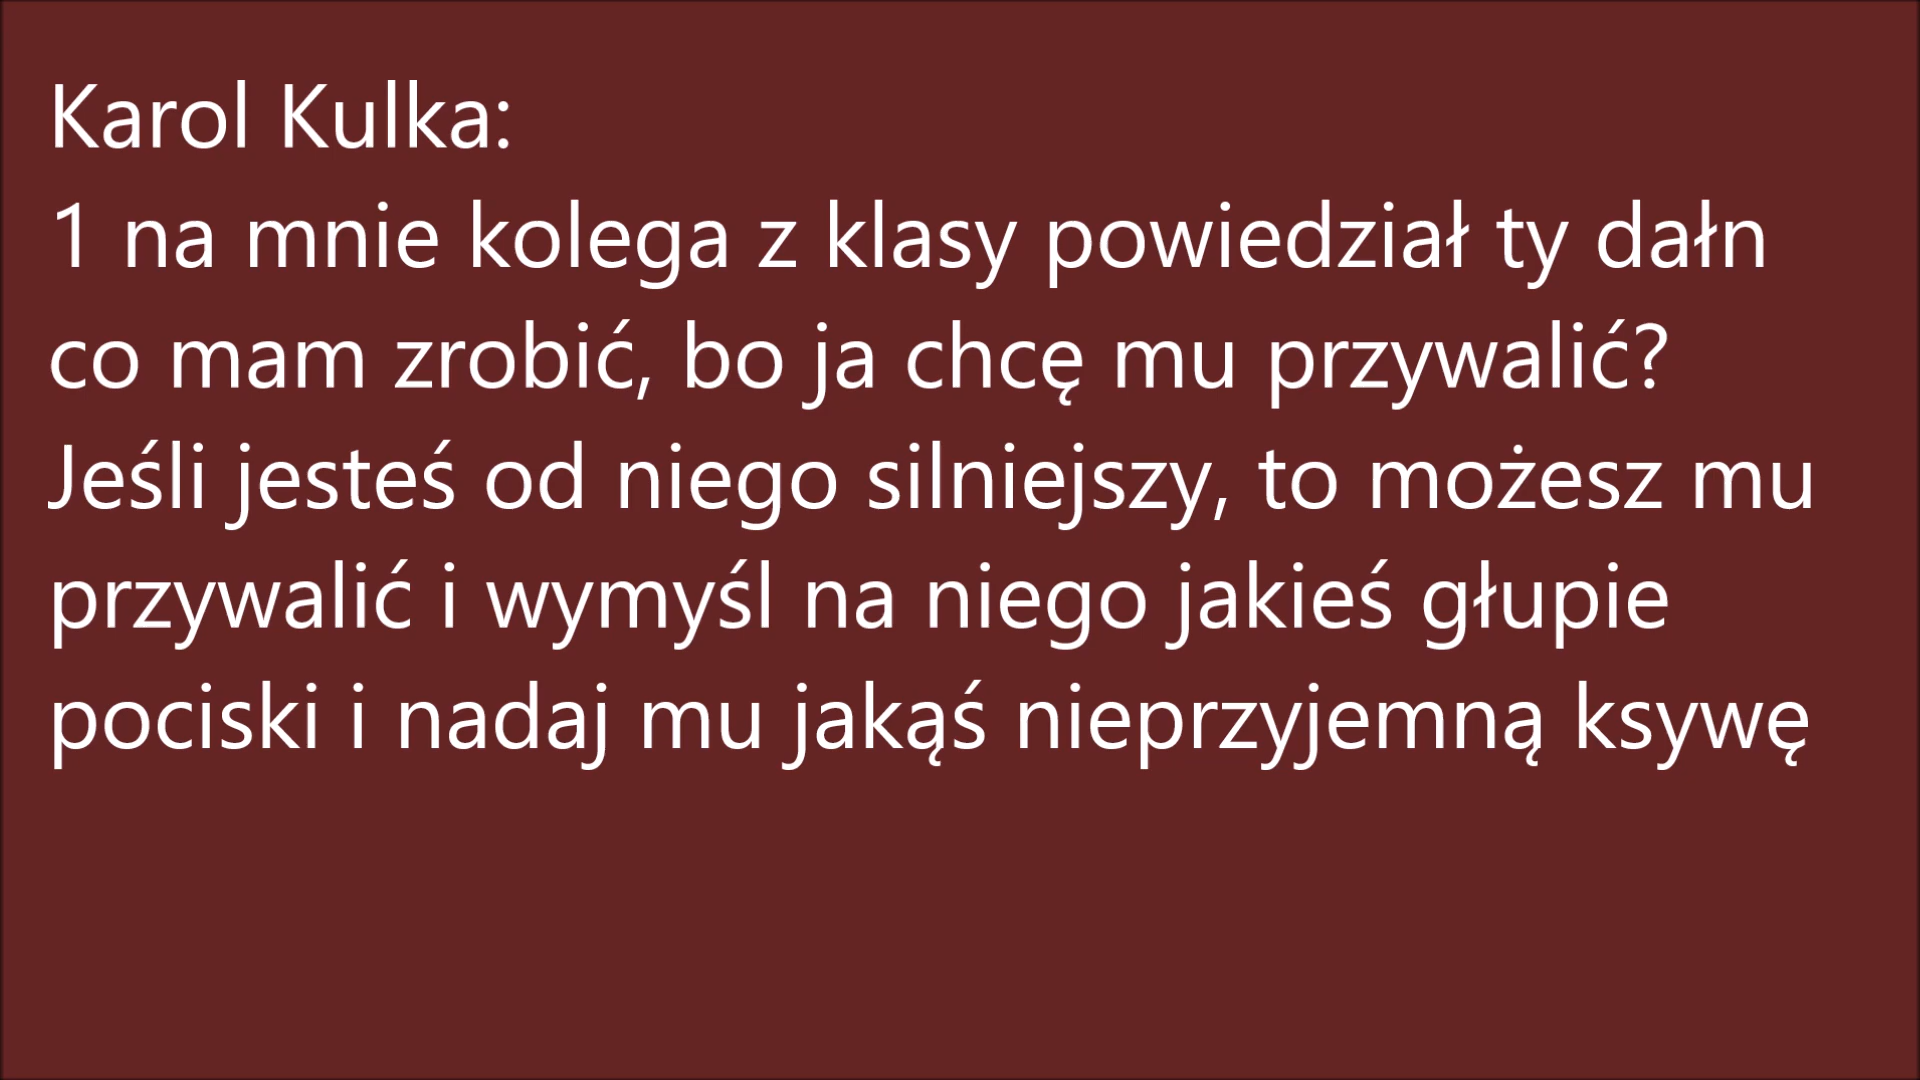 Karol Kulka:
1 na mnie kolega z klasy powiedział ty dałn
co mam zrobić, bo ja chcę mu przywalić?
Jeśli jesteś od niego silniejszy, to możesz mu
przywalić i wymyśl na niego jakieś głupie
pociski i nadaj mu jakąś nieprzyjemną ksywę